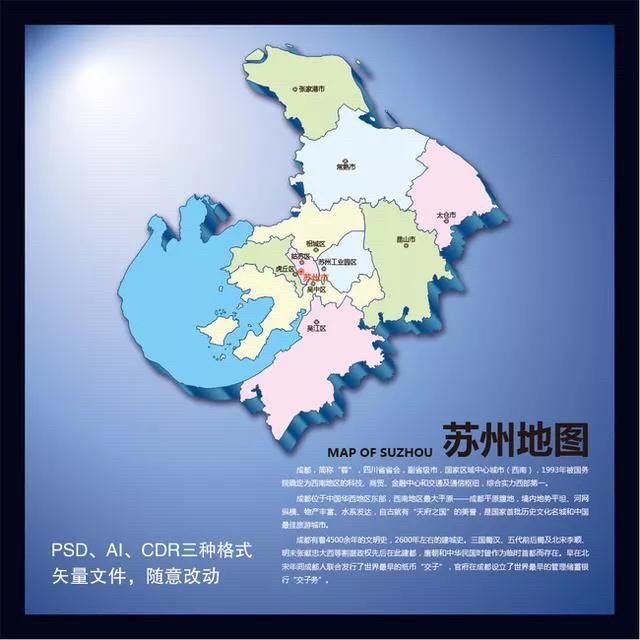 张家港市
常熟市
太仓市
相城区
昆山市
姑苏区
虎丘区
苏州工业园区
苏州市
吴中区
吴江区
MAP OF SUZHOU 苏州地图
成都，简称“蓉”，四川省省会，副省级市，国家区域中心城市（西南），1993年被国务
院确定为西南地区的科技、商贸、金融中心和交通及通信枢纽，综合实力西部第一。
成都位于中国华西地区东部，西南地区最大平原——成都平原腹地，境内地势平坦、河网
纵横、物产丰富、水系发达，自古就有“天府之国”的美誉，是国家首批历史文化名城和中国
最佳旅游城市。
成都有着4500余年的文明史，2600年左右的建城史。三国蜀汉、五代前后蜀及北宋李顺、
明末张献忠大西等割据政权先后在此建都，唐朝和中华民国时曾作为临时首都而存。早在北
宋年间成都人联合发行了世界最早的纸币“交子”，官府在成都设立了世界最早的管理储蓄银
行“交子务”。
PSD、AI、CDR三种格式
矢量文件，随意改动